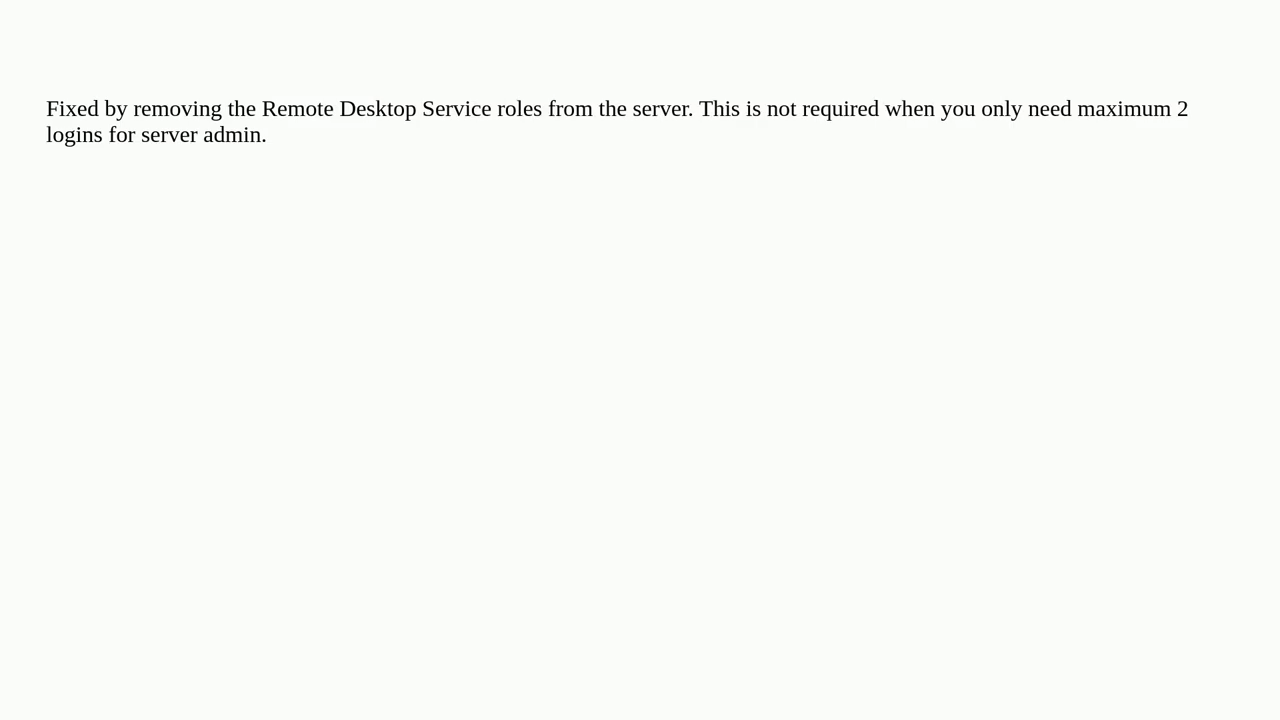 Fixed by removing the Remote Desktop Service roles from the server. This is not required when you only need maximum 2
logins for server admin.